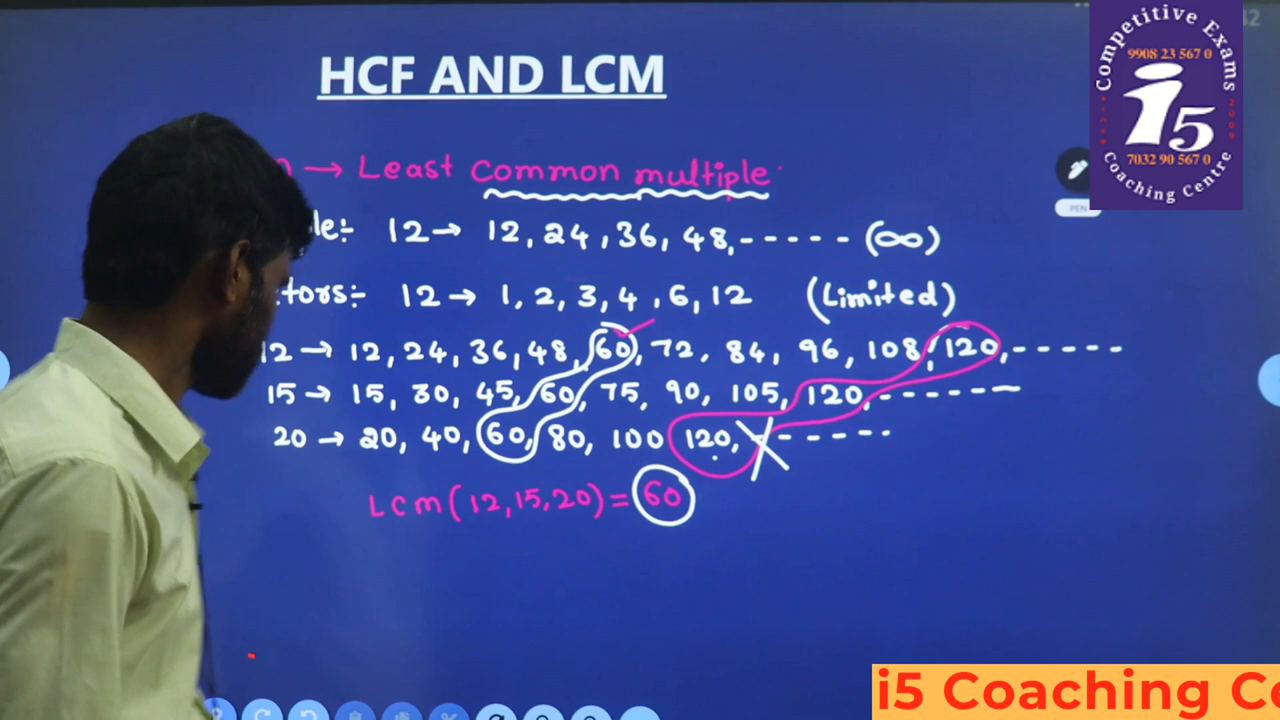 HCF AND LCM
→ Least common multiple
le:- 12→ 12, 24, 36, 48, ----- (∞)
tors:- 12→ 1, 2, 3, 4, 6, 12 (Limited)
12→ 12, 24, 36, 48, 60, 72, 84, 96, 108, 120, -----
15→ 15, 30, 45, 60, 75, 90, 105, 120, -----
20→ 20, 40, 60, 80, 100 120, -----
Lcm(12,15,20)=60
Competitive Exams
9908 23 567 0
i5
since 2009
7032 90 567 0
Coaching Centre
PEN
32
i5 Coaching Ce